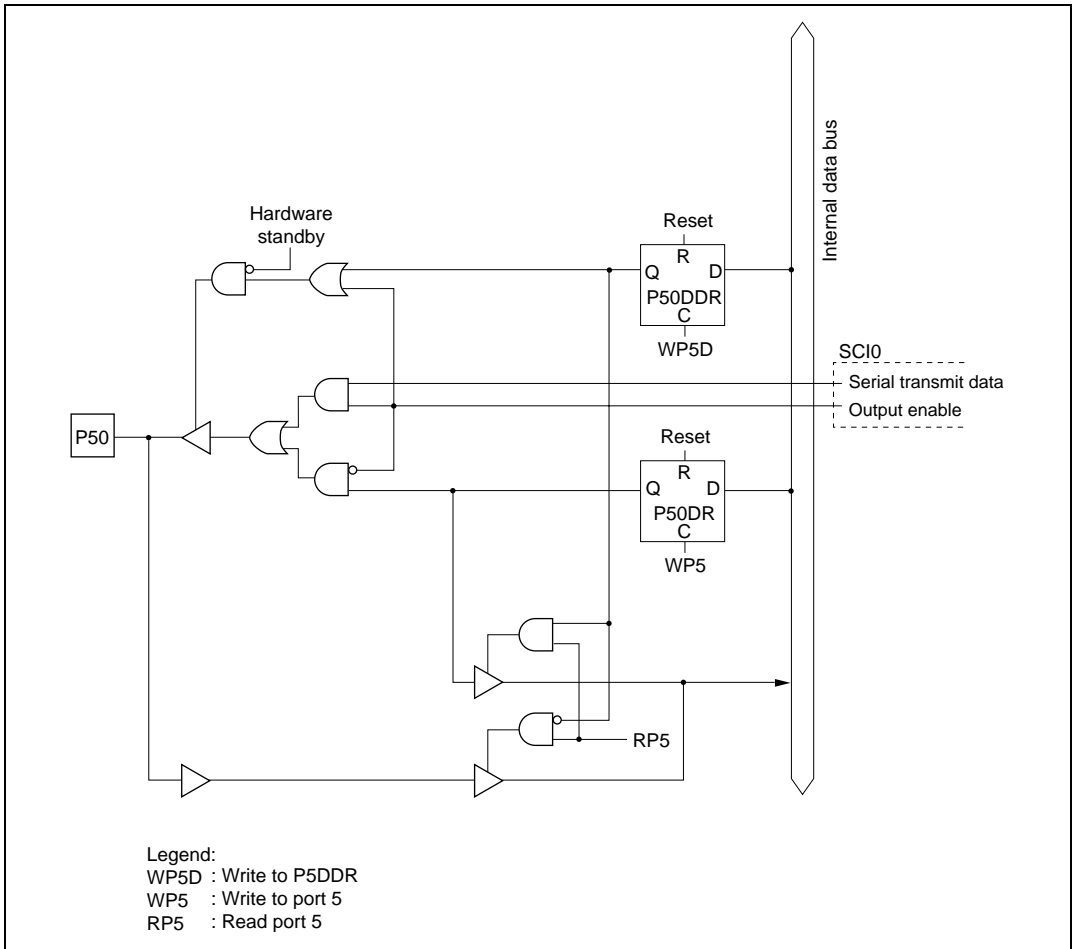 Internal data bus
Hardware
standby
Reset
R
Q D
P50DDR
C
WP5D
SCI0
Serial transmit data
Output enable
P50
Reset
R
Q D
P50DR
C
WP5
RP5
Legend:
WP5D : Write to P5DDR
WP5 : Write to port 5
RP5 : Read port 5